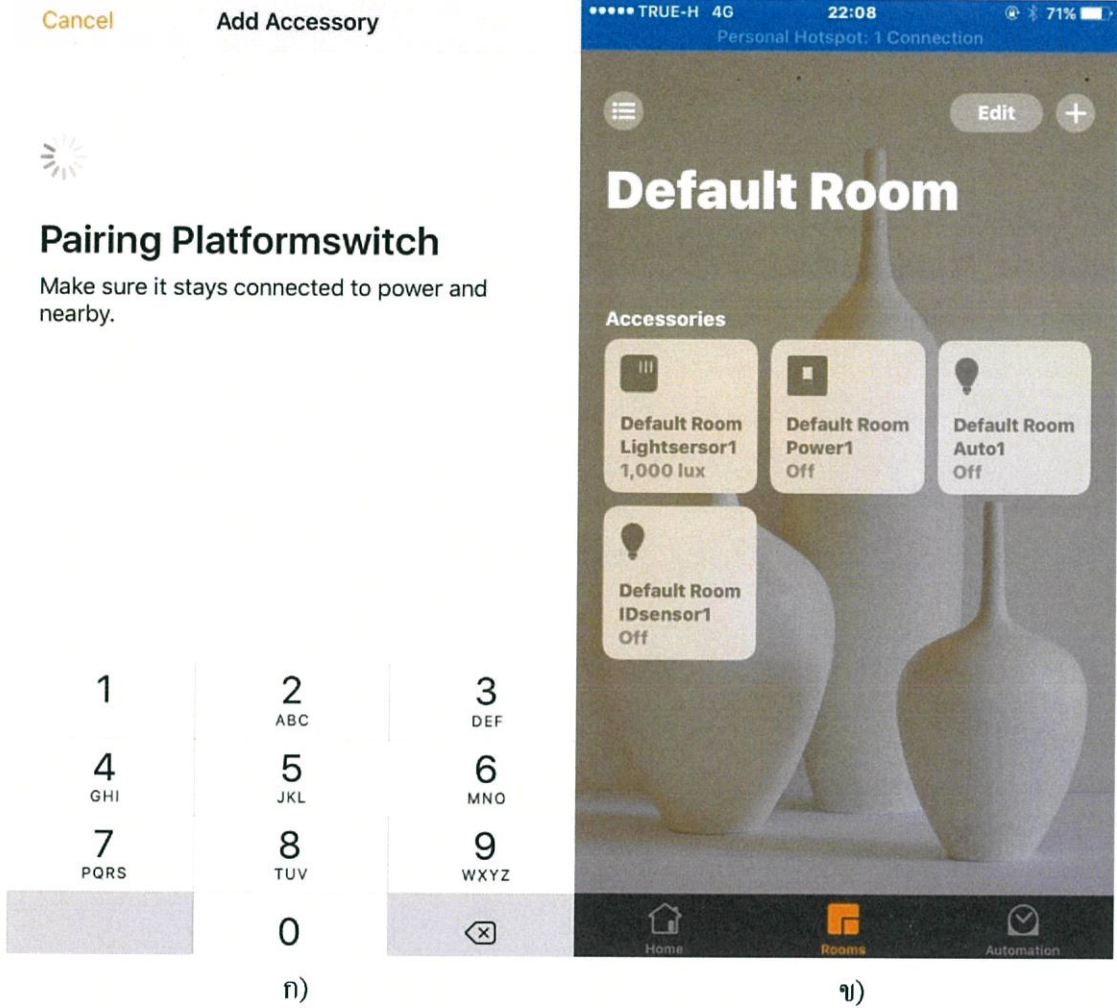 Cancel
Add Accessory
Pairing Platformswitch
Make sure it stays connected to power and
nearby.
1
2
ABC
3
DEF
4
GHI
5
JKL
6
MNO
7
PQRS
8
TUV
9
WXYZ
0
ก)
TRUE-H 4G
22:08
71%
Personal Hotspot: 1 Connection
Edit
Default Room
Accessories
Default Room
Lightsersor1
1,000 lux
Default Room
Power1
Off
Default Room
Auto1
Off
Default Room
IDsensor1
Off
Home
Rooms
Automation
ข)